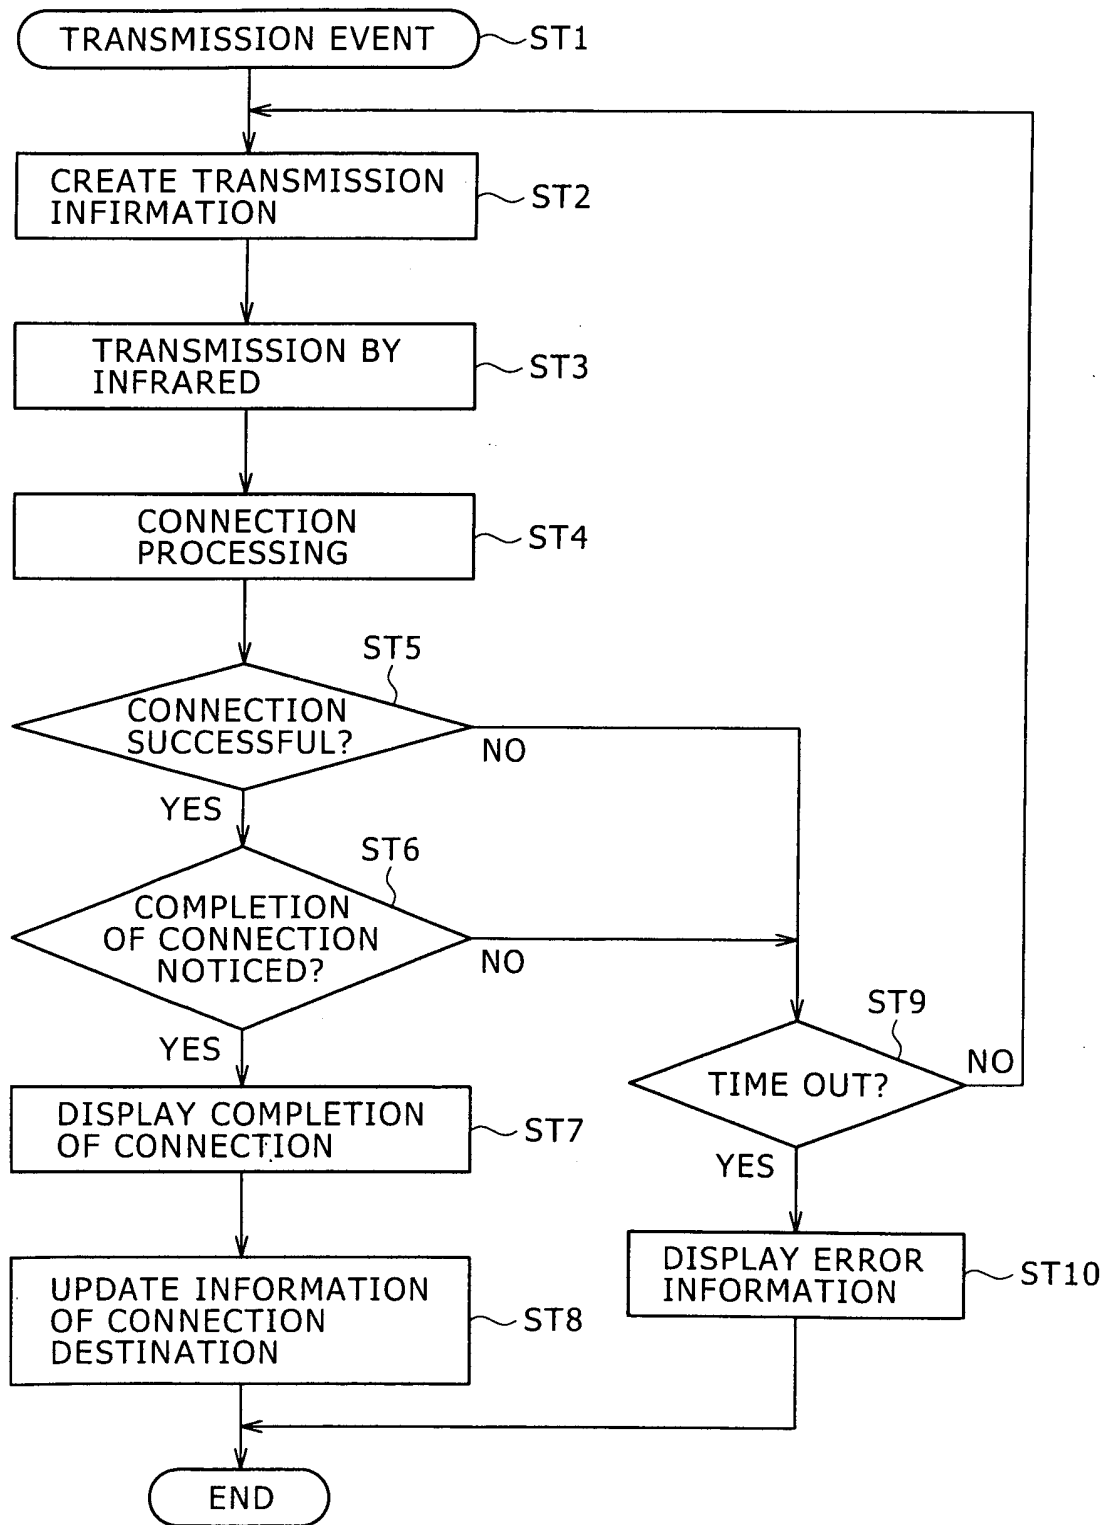 TRANSMISSION EVENT
ST1
CREATE TRANSMISSION
INFIRMATION
ST2
TRANSMISSION BY
INFRARED
ST3
CONNECTION
PROCESSING
ST4
ST5
CONNECTION
SUCCESSFUL?
NO
YES
ST6
COMPLETION
OF CONNECTION
NOTICED?
NO
YES
ST9
TIME OUT?
NO
YES
DISPLAY COMPLETION
OF CONNECTION
ST7
DISPLAY ERROR
INFORMATION
ST10
UPDATE INFORMATION
OF CONNECTION
DESTINATION
ST8
END